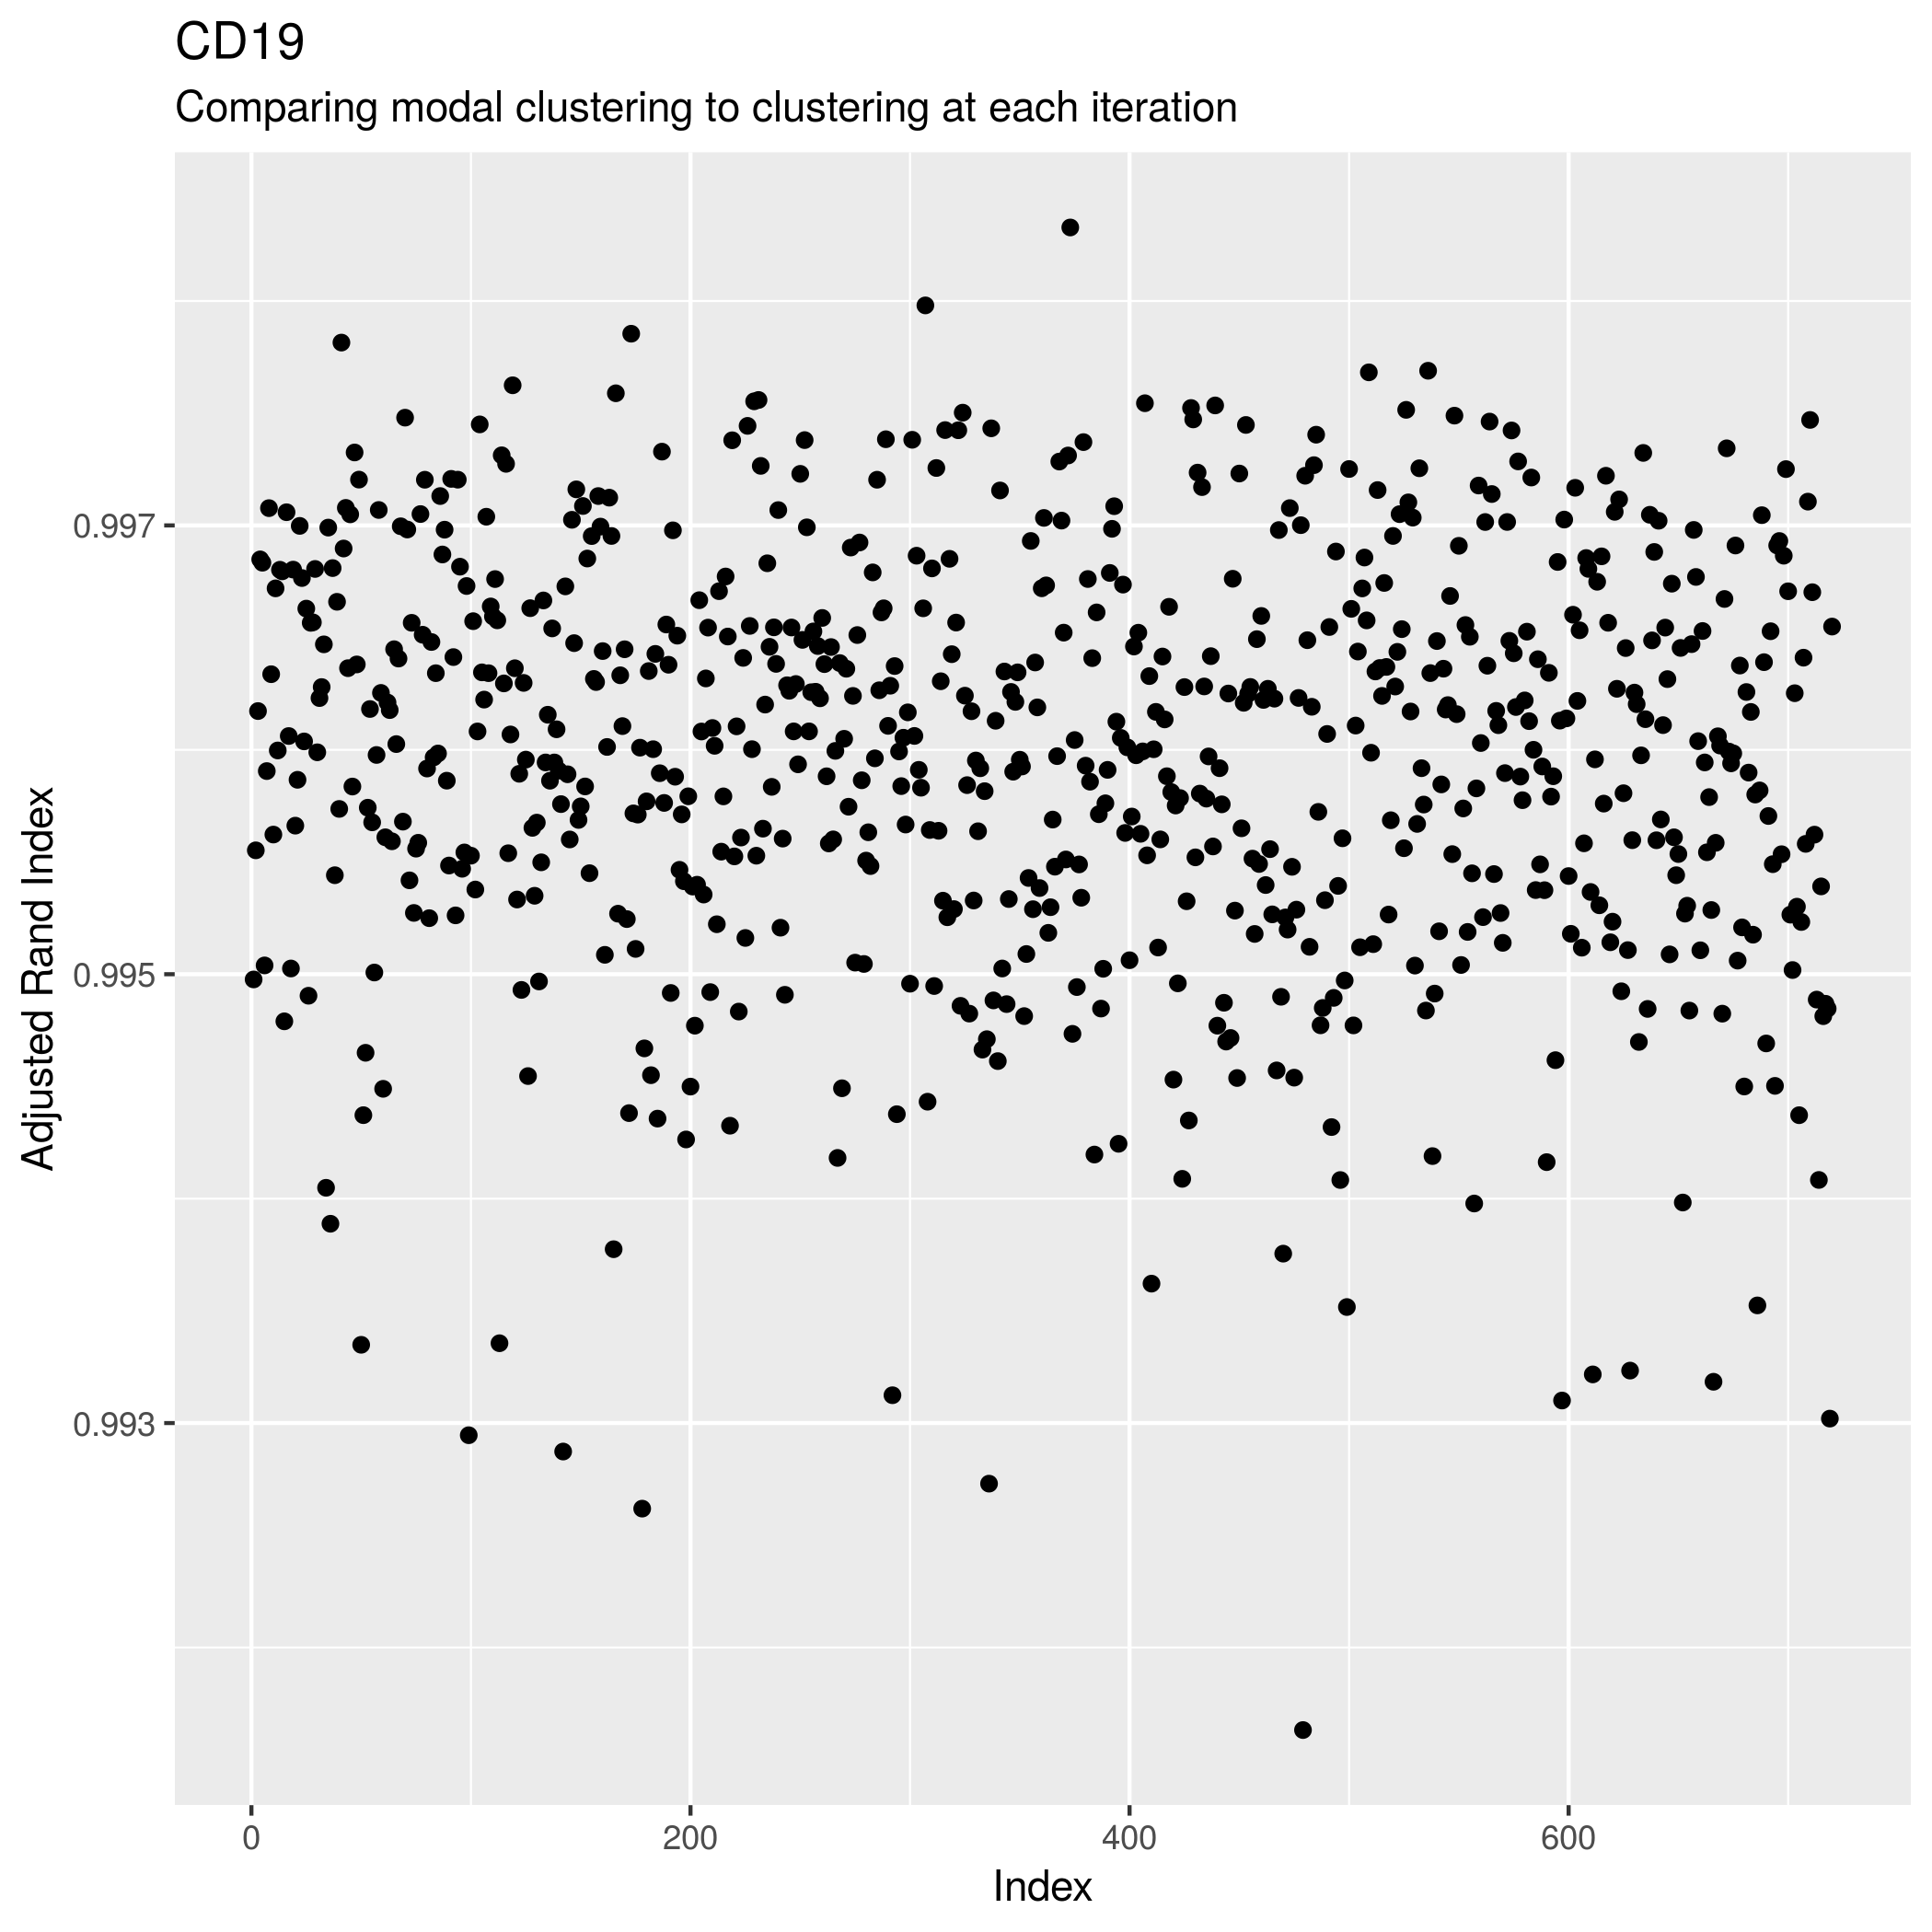 CD19
Comparing modal clustering to clustering at each iteration
Adjusted Rand Index
0.997
0.995
0.993
0
200
400
600
Index